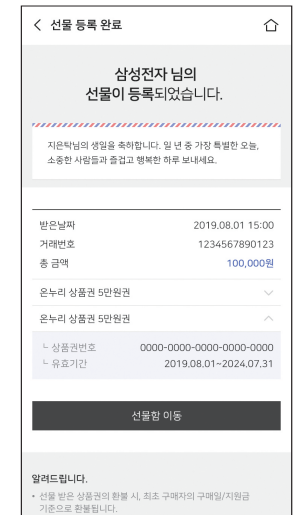 선물 등록 완료
삼성전자 님의
선물이 등록되었습니다.
지은탁님의 생일을 축하합니다. 일 년 중 가장 특별한 오늘,
소중한 사람들과 즐겁고 행복한 하루 보내세요.
받은날짜 2019.08.01 15:00
거래번호 1234567890123
총 금액 100,000원
온누리 상품권 5만원권
온누리 상품권 5만원권
└ 상품권번호 0000-0000-0000-0000-0000
└ 유효기간 2019.08.01~2024.07.31
선물함 이동
알려드립니다.
• 선물 받은 상품권의 환불 시, 최초 구매자의 구매일/지원금
기준으로 환불됩니다.